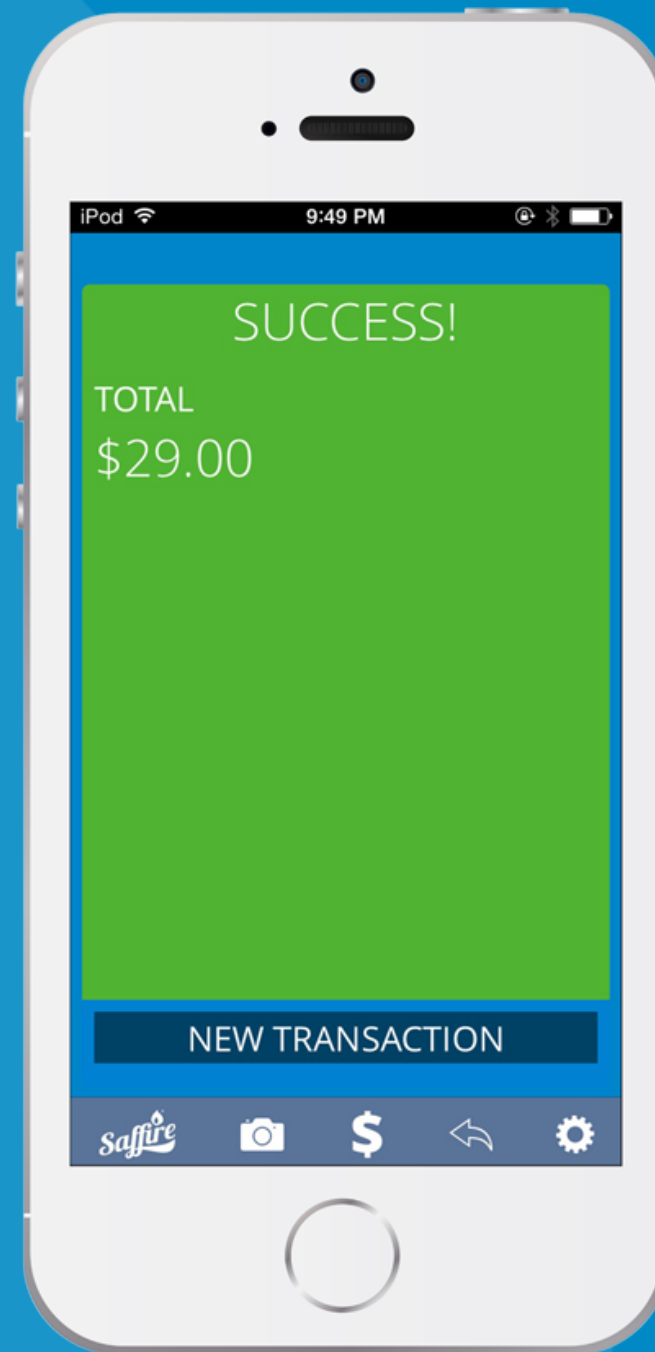 iPod 9:49 PM
SUCCESS!
TOTAL
$29.00
NEW TRANSACTION
Saffire $